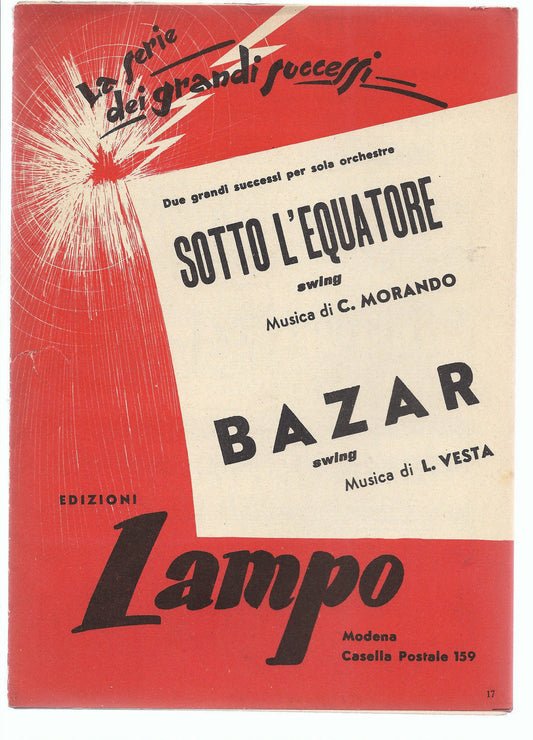 La serie
dei grandi successi
Due grandi successi per sola orchestre
SOTTO L'EQUATORE
swing
Musica di C. MORANDO
BAZAR
swing
Musica di L. VESTA
EDIZIONI
Lampo
Modena
Casella Postale 159
17